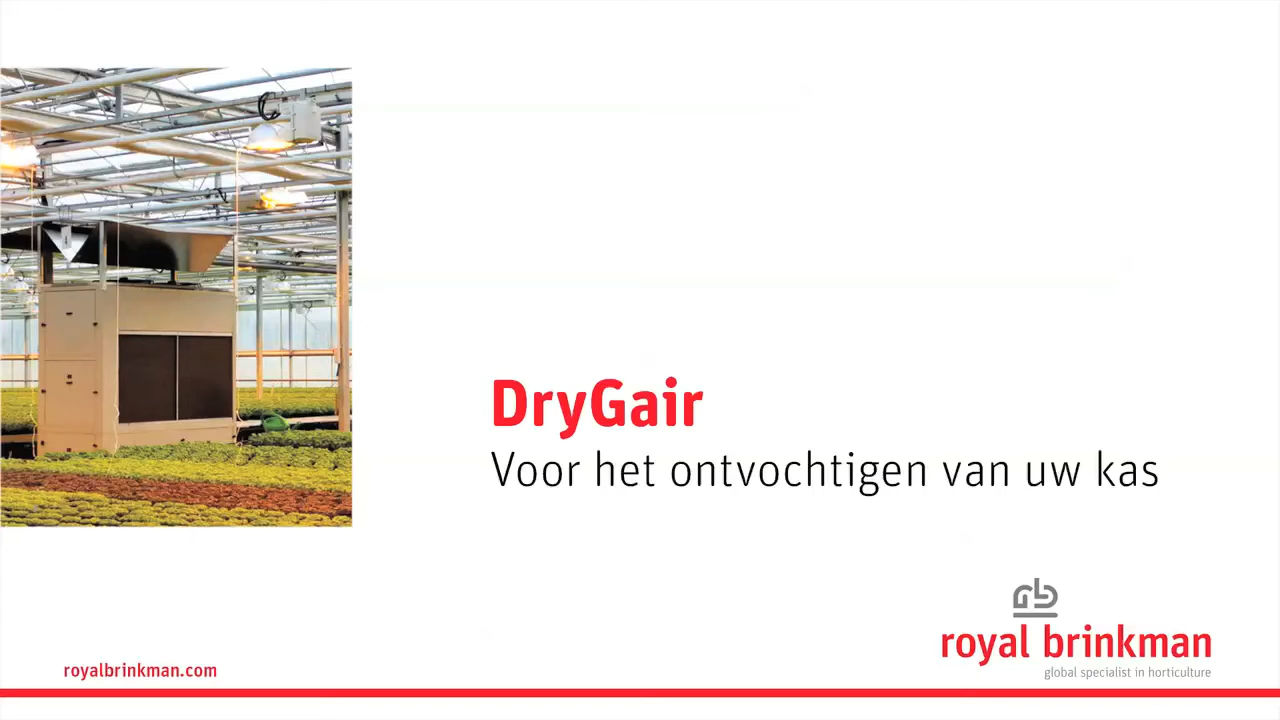 DryGair
Voor het ontvochtigen van uw kas
royal brinkman
global specialist in horticulture
royalbrinkman.com